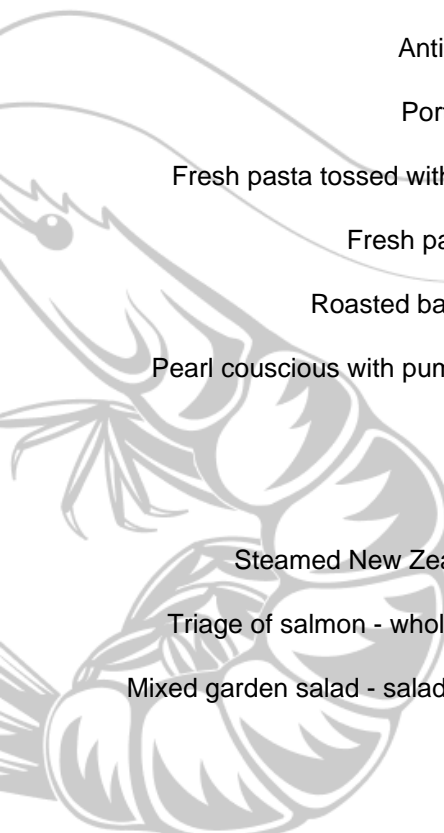 Anti
Por
Fresh pasta tossed with
Fresh pa
Roasted ba
Pearl couscious with pum
Steamed New Zea
Triage of salmon - whol
Mixed garden salad - salad